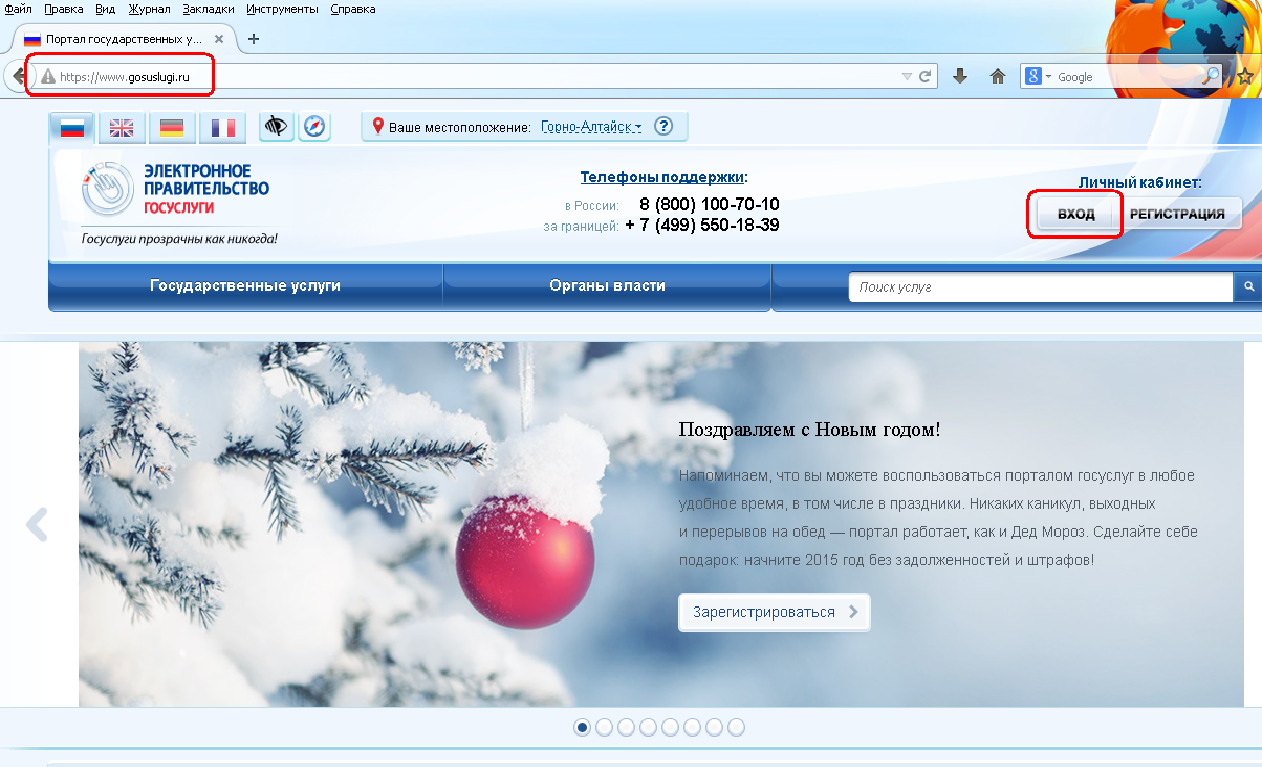 Файл Правка Вид Журнал Закладки Инструменты Справка
Портал государственных у...
https://www.gosuslugi.ru
Google
Ваше местоположение: Горно-Алтайск
?
ЭЛЕКТРОННОЕ
ПРАВИТЕЛЬСТВО
ГОСУСЛУГИ
Госуслуги прозрачны как никогда!
Телефоны поддержки:
в России: 8 (800) 100-70-10
за границей: + 7 (499) 550-18-39
Личный кабинет:
ВХОД РЕГИСТРАЦИЯ
Государственные услуги Органы власти Поиск услуг
Поздравляем с Новым годом!
Напоминаем, что вы можете воспользоваться порталом госуслуг в любое
удобное время, в том числе в праздники. Никаких каникул, выходных
и перерывов на обед — портал работает, как и Дед Мороз. Сделайте себе
подарок: начните 2015 год без задолженностей и штрафов!
Зарегистрироваться